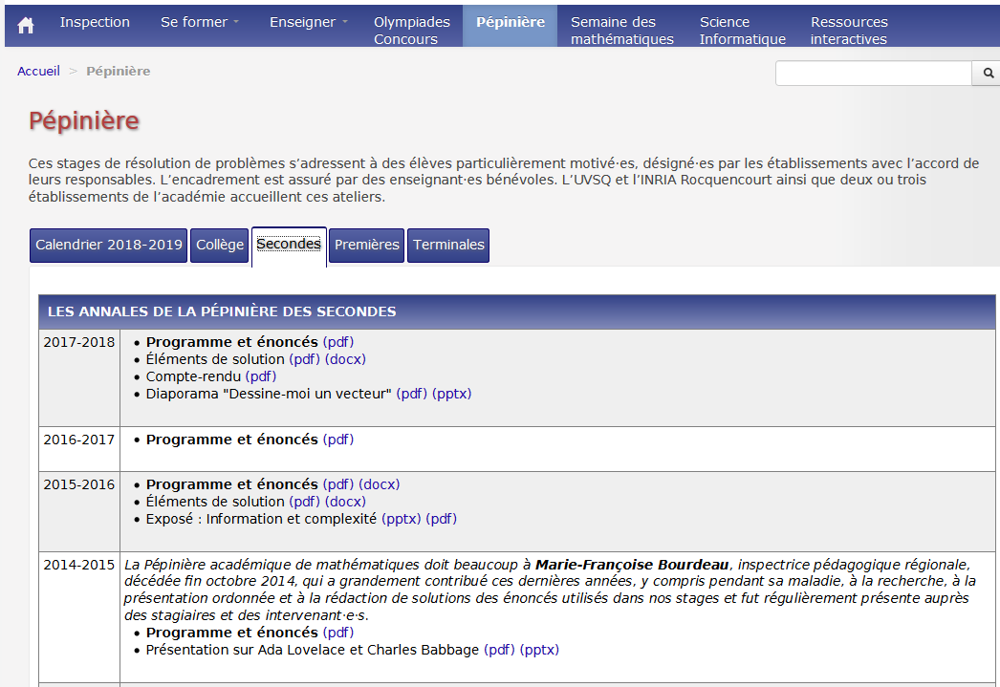 Inspection Se former Enseigner Olympiades Concours Pépinière Semaine des mathématiques Science Informatique Ressources interactives
Accueil > Pépinière
Pépinière
Ces stages de résolution de problèmes s’adressent à des élèves particulièrement motivé·es, désigné·es par les établissements avec l’accord de
leurs responsables. L’encadrement est assuré par des enseignant·es bénévoles. L’UVSQ et l’INRIA Rocquencourt ainsi que deux ou trois
établissements de l’académie accueillent ces ateliers.
Calendrier 2018-2019 Collège Secondes Premières Terminales
LES ANNALES DE LA PÉPINIÈRE DES SECONDES
2017-2018 • Programme et énoncés (pdf)
• Éléments de solution (pdf) (docx)
• Compte-rendu (pdf)
• Diaporama "Dessine-moi un vecteur" (pdf) (pptx)
2016-2017 • Programme et énoncés (pdf)
2015-2016 • Programme et énoncés (pdf) (docx)
• Éléments de solution (pdf) (docx)
• Exposé : Information et complexité (pptx) (pdf)
2014-2015 La Pépinière académique de mathématiques doit beaucoup à Marie-Françoise Bourdeau, inspectrice pédagogique régionale,
décédée fin octobre 2014, qui a grandement contribué ces dernières années, y compris pendant sa maladie, à la recherche, à la
présentation ordonnée et à la rédaction de solutions des énoncés utilisés dans nos stages et fut régulièrement présente auprès
des stagiaires et des intervenant·e·s.
• Programme et énoncés (pdf)
• Présentation sur Ada Lovelace et Charles Babbage (pdf) (pptx)